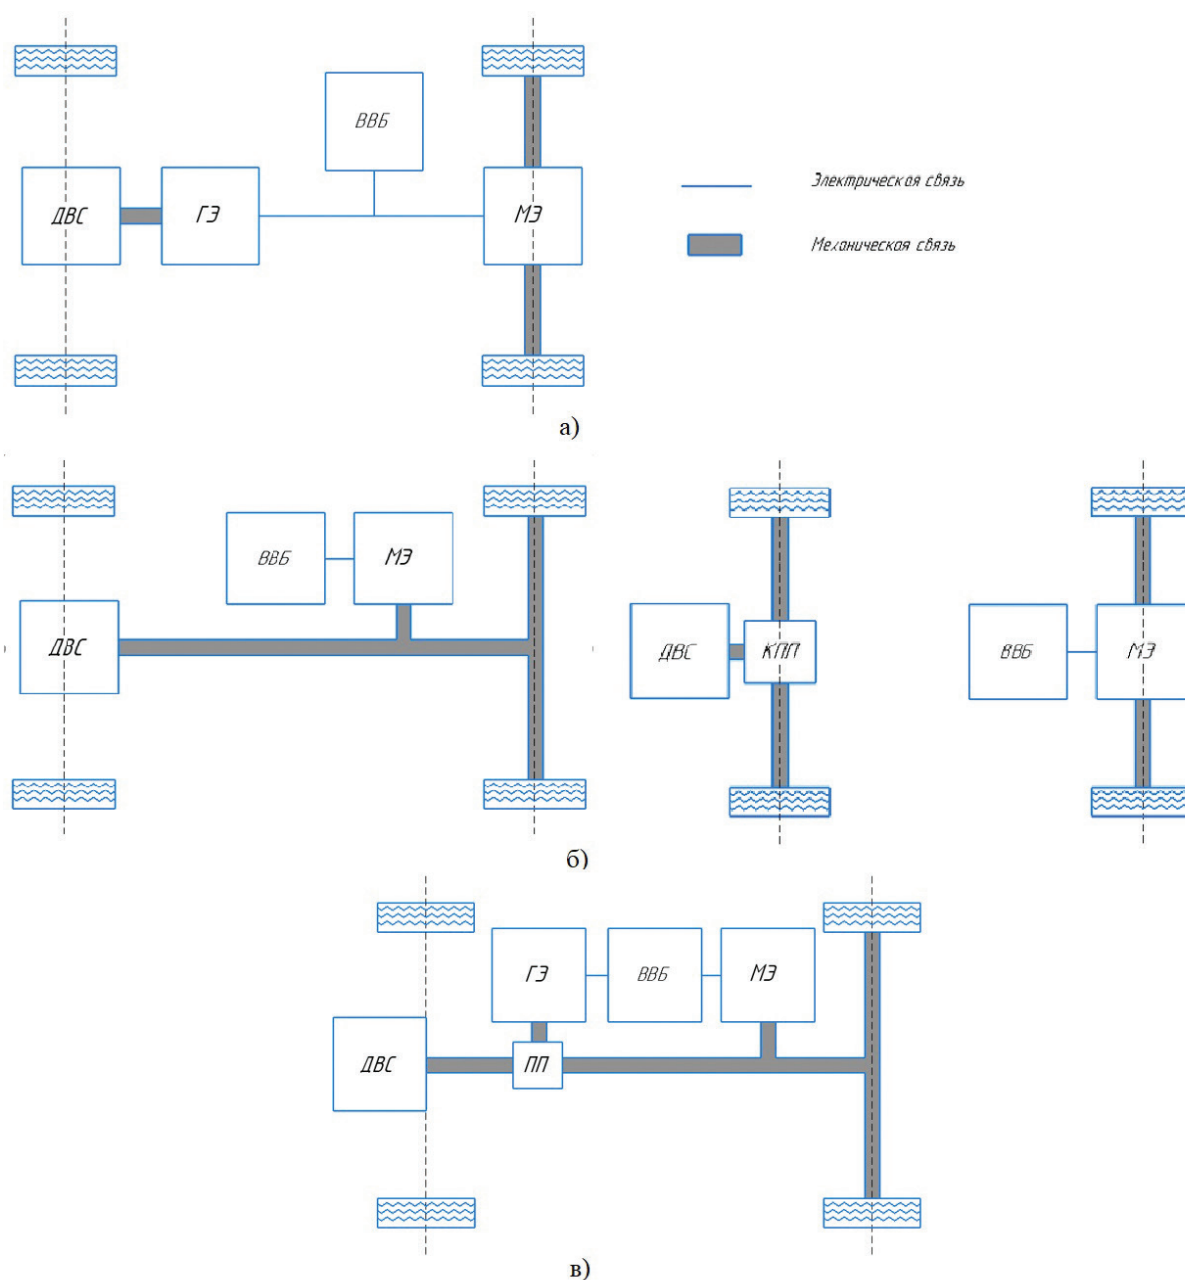 ВВБ
ДВС
ГЭ
МЭ
Электрическая связь
Механическая связь
а)
ВВБ
МЭ
ДВС
ДВС
КПП
ВВБ
МЭ
б)
ГЭ
ВВБ
МЭ
ДВС
ПП
в)